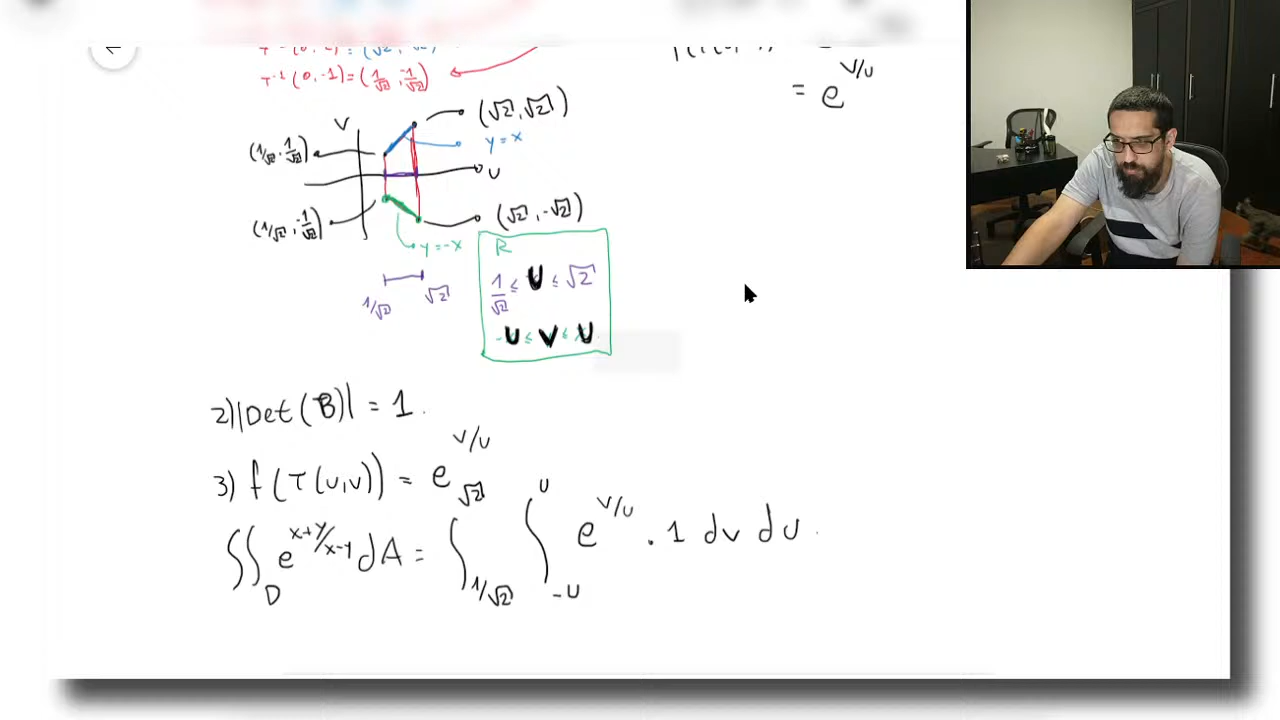 T⁻¹(0,-1)=(1/√2, -1/√2)
= e^{V/U}
V
(√2, √2)
y=x
(1/√2, 1/√2)
U
(1/√2, -1/√2)
(√2, -√2)
y=-x
R
1/√2 ≤ U ≤ √2
-U ≤ V ≤ U
1/√2
√2
2) |Det(B)| = 1.
3) f(T(u,v)) = e^{V/U}
∬_D e^{x+y/x-y} dA = ∫_{1/√2}^{√2} ∫_{-U}^{U} e^{V/U} . 1 dv du.